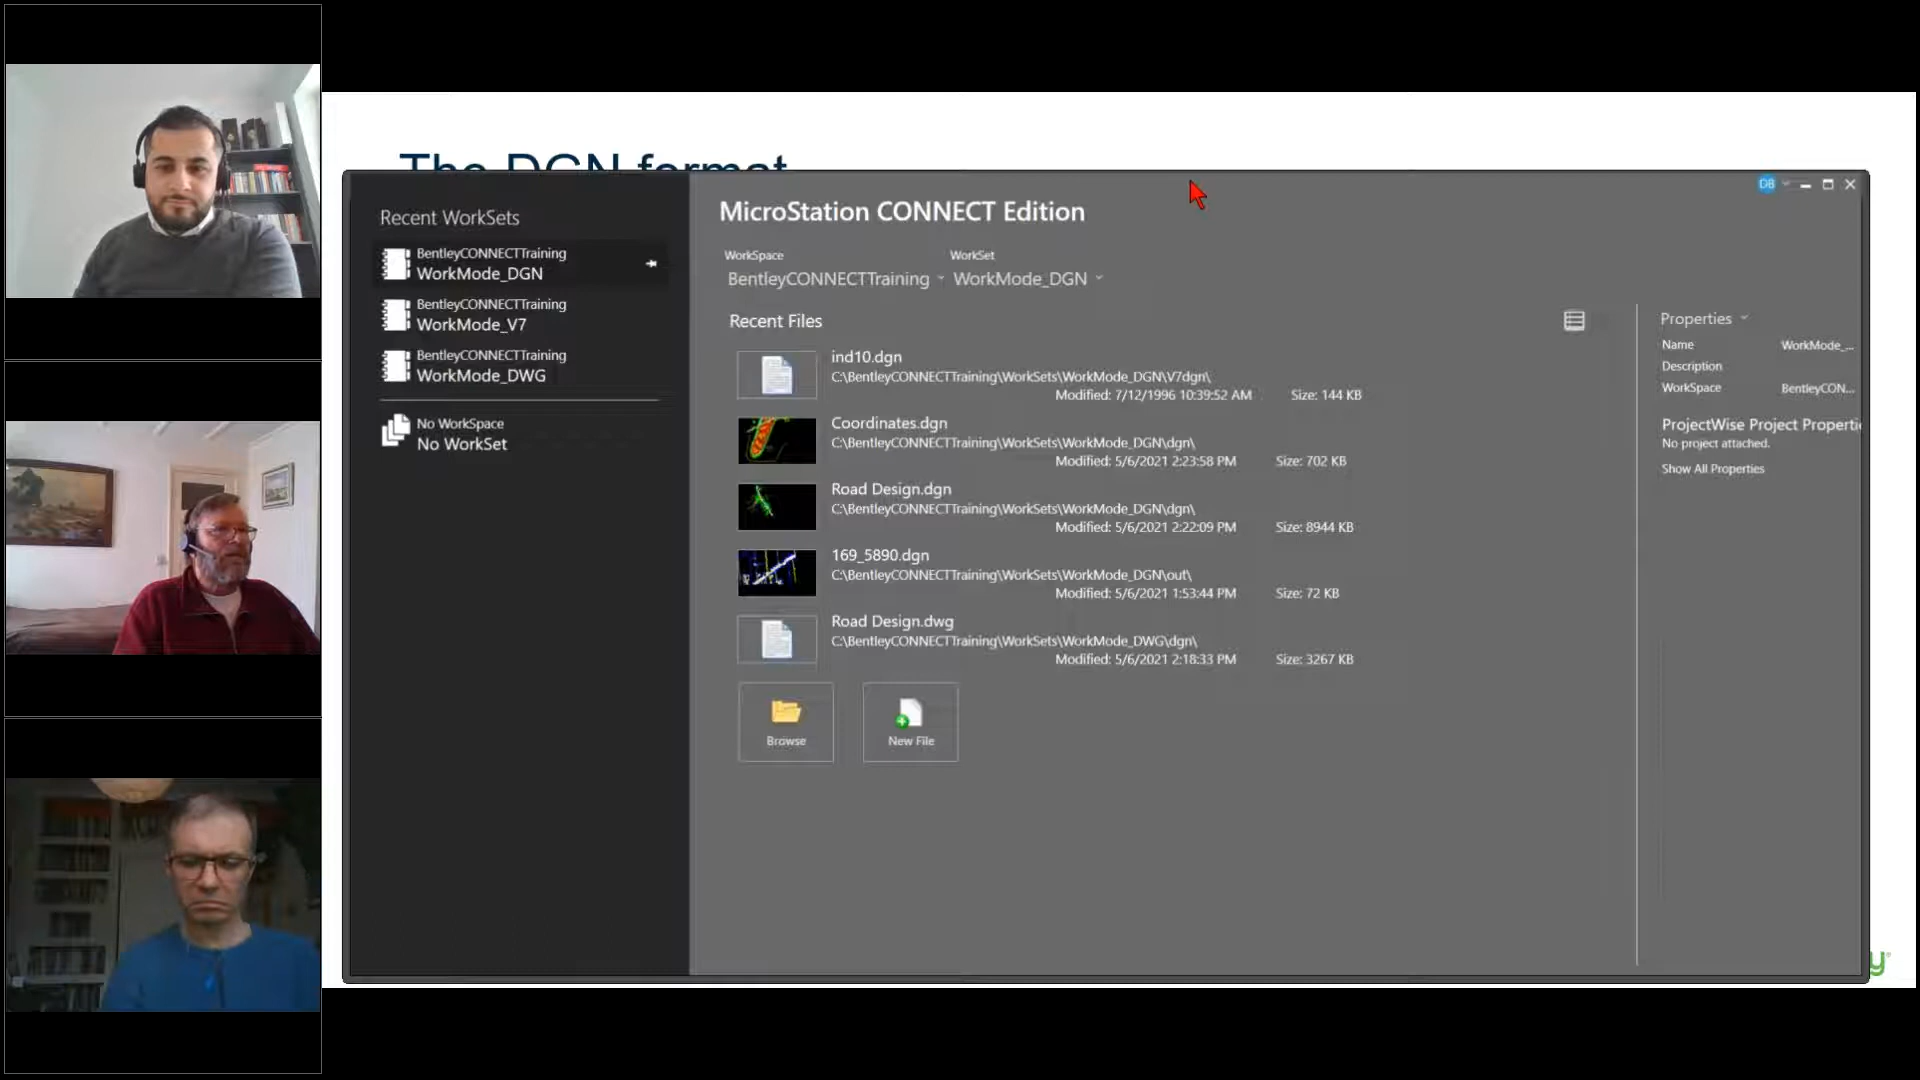 The DGN format
DB
Recent WorkSets
BentleyCONNECTTraining
WorkMode_DGN
BentleyCONNECTTraining
WorkMode_V7
BentleyCONNECTTraining
WorkMode_DWG
No WorkSpace
No WorkSet
MicroStation CONNECT Edition
WorkSpace WorkSet
BentleyCONNECTTraining WorkMode_DGN
Recent Files
ind10.dgn
C:\BentleyCONNECTTraining\WorkSets\WorkMode_DGN\V7dgn\
Modified: 7/12/1996 10:39:52 AM Size: 144 KB
Coordinates.dgn
C:\BentleyCONNECTTraining\WorkSets\WorkMode_DGN\dgn\
Modified: 5/6/2021 2:23:58 PM Size: 702 KB
Road Design.dgn
C:\BentleyCONNECTTraining\WorkSets\WorkMode_DGN\dgn\
Modified: 5/6/2021 2:22:09 PM Size: 8944 KB
169_5890.dgn
C:\BentleyCONNECTTraining\WorkSets\WorkMode_DGN\out\
Modified: 5/6/2021 1:53:44 PM Size: 72 KB
Road Design.dwg
C:\BentleyCONNECTTraining\WorkSets\WorkMode_DWG\dgn\
Modified: 5/6/2021 2:18:33 PM Size: 3267 KB
Browse New File
Properties
Name WorkMode_...
Description
WorkSpace BentleyCON...
ProjectWise Project Properti
No project attached.
Show All Properties
y